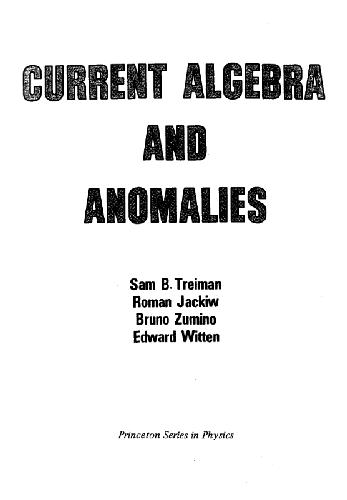 CURRENT ALGEBRA
AND
ANOMALIES
Sam B. Treiman
Roman Jackiw
Bruno Zumino
Edward Witten
Princeton Series in Physics